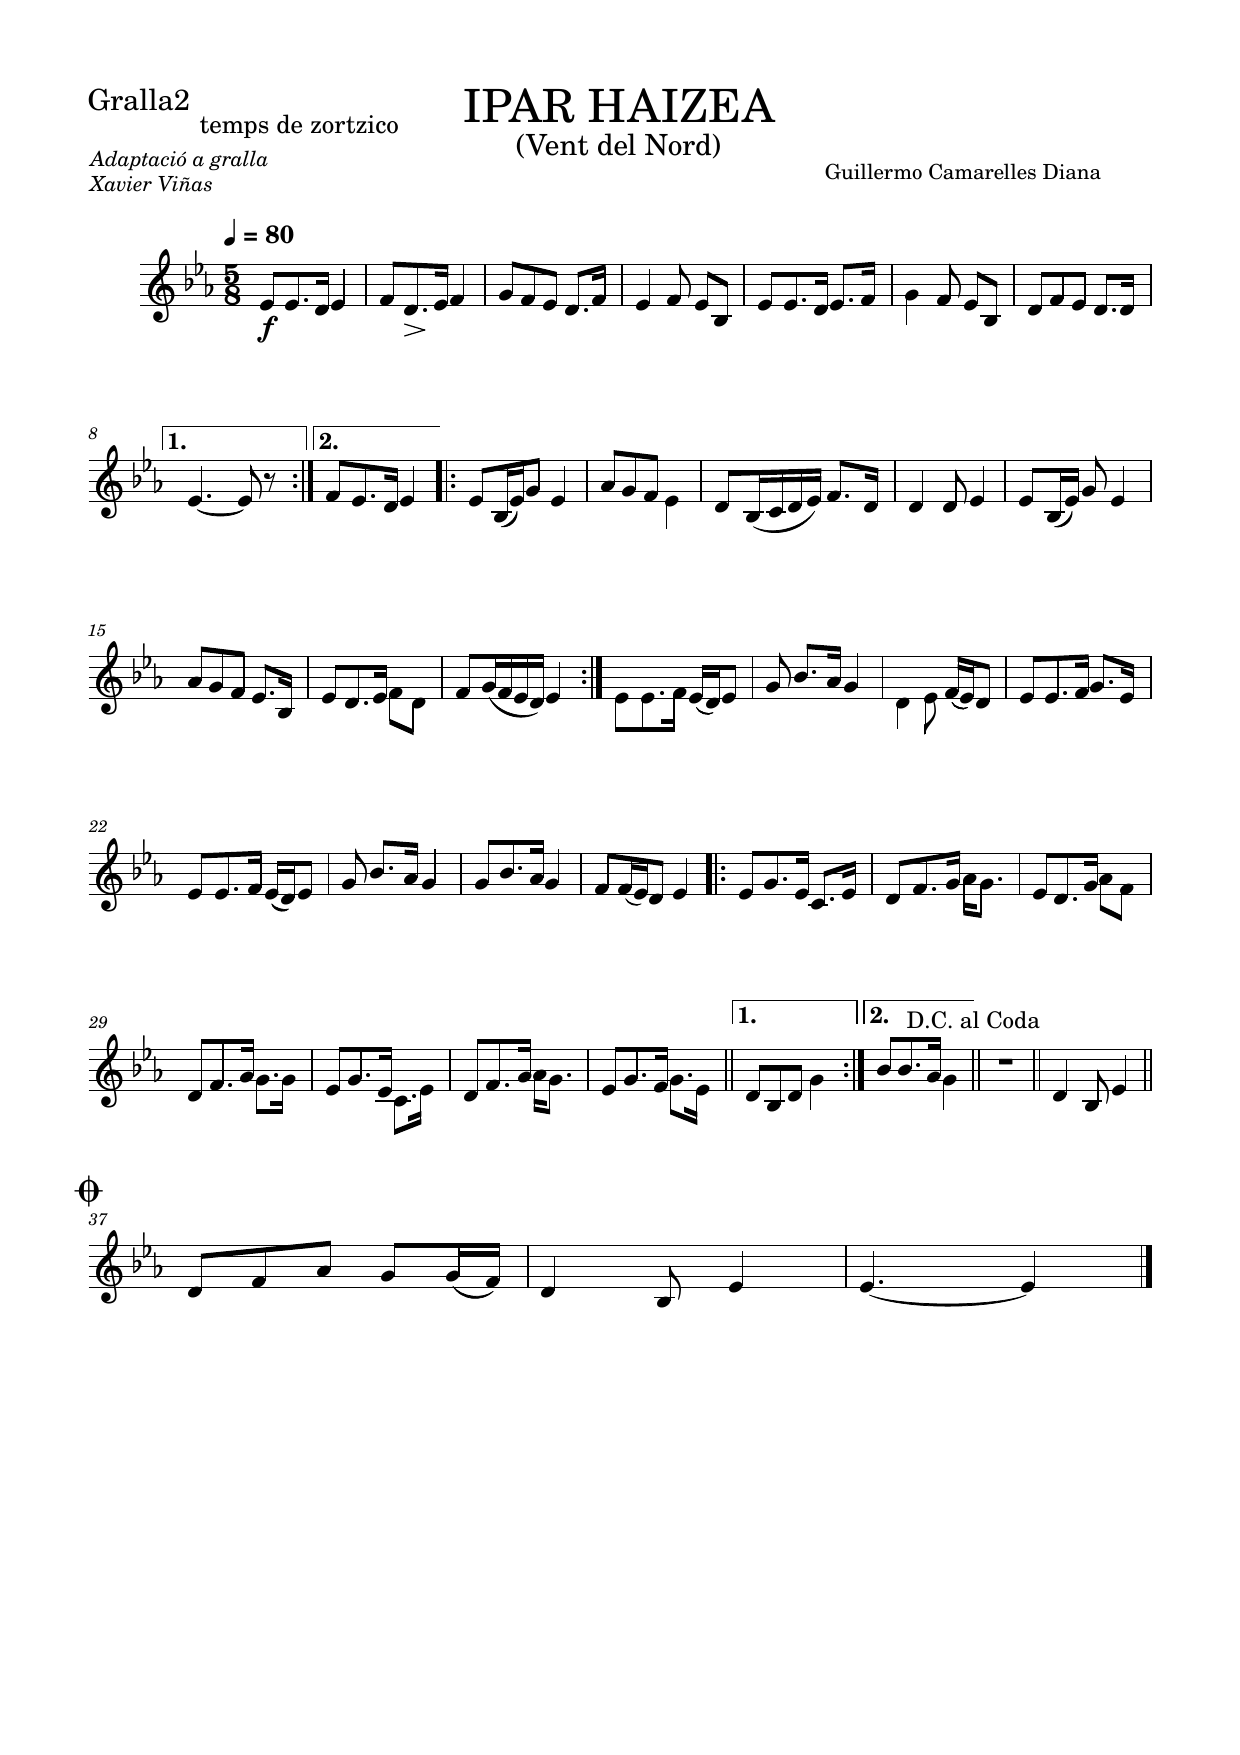 Gralla2
IPAR HAIZEA
temps de zortzico
(Vent del Nord)
Adaptació a gralla
Xavier Viñas
Guillermo Camarelles Diana
= 80
5
8
f
8
1.
2.
15
22
29
1.
2.
D.C. al Coda
37